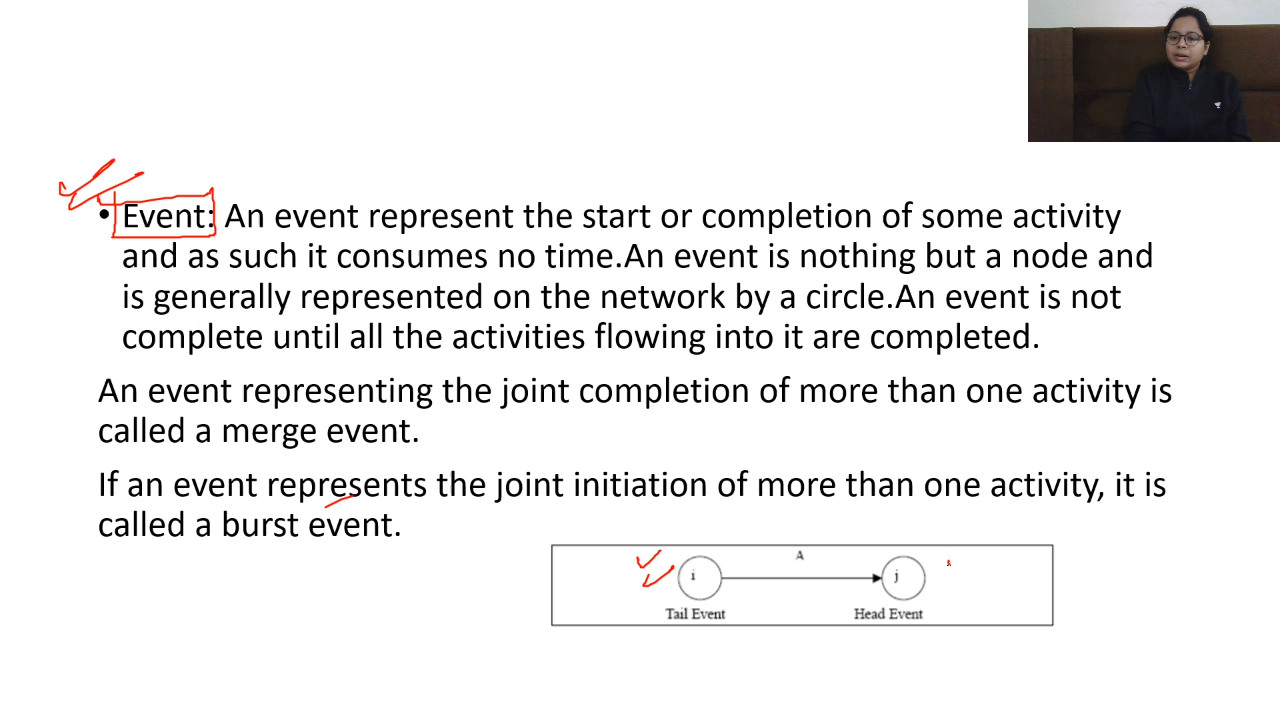 • Event: An event represent the start or completion of some activity
and as such it consumes no time.An event is nothing but a node and
is generally represented on the network by a circle.An event is not
complete until all the activities flowing into it are completed.
An event representing the joint completion of more than one activity is
called a merge event.
If an event represents the joint initiation of more than one activity, it is
called a burst event.
A
i
j
Tail Event
Head Event